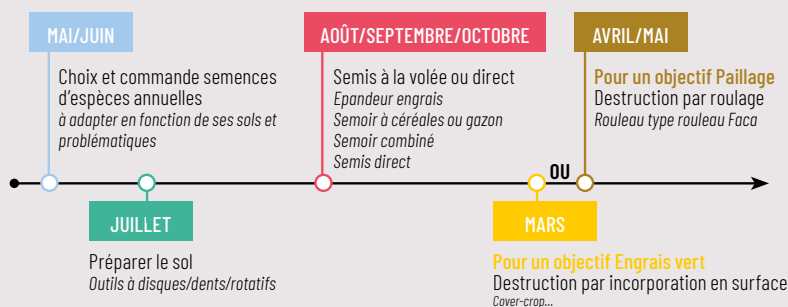 MAI/JUIN
Choix et commande semences
d'espèces annuelles
à adapter en fonction de ses sols et
problématiques
JUILLET
Préparer le sol
Outils à disques/dents/rotatifs
AOÛT/SEPTEMBRE/OCTOBRE
Semis à la volée ou direct
Epandeur engrais
Semoir à céréales ou gazon
Semoir combiné
Semis direct
MARS
Pour un objectif Engrais vert
Destruction par incorporation en surface
Cover-crop...
OU
AVRIL/MAI
Pour un objectif Paillage
Destruction par roulage
Rouleau type rouleau Faca